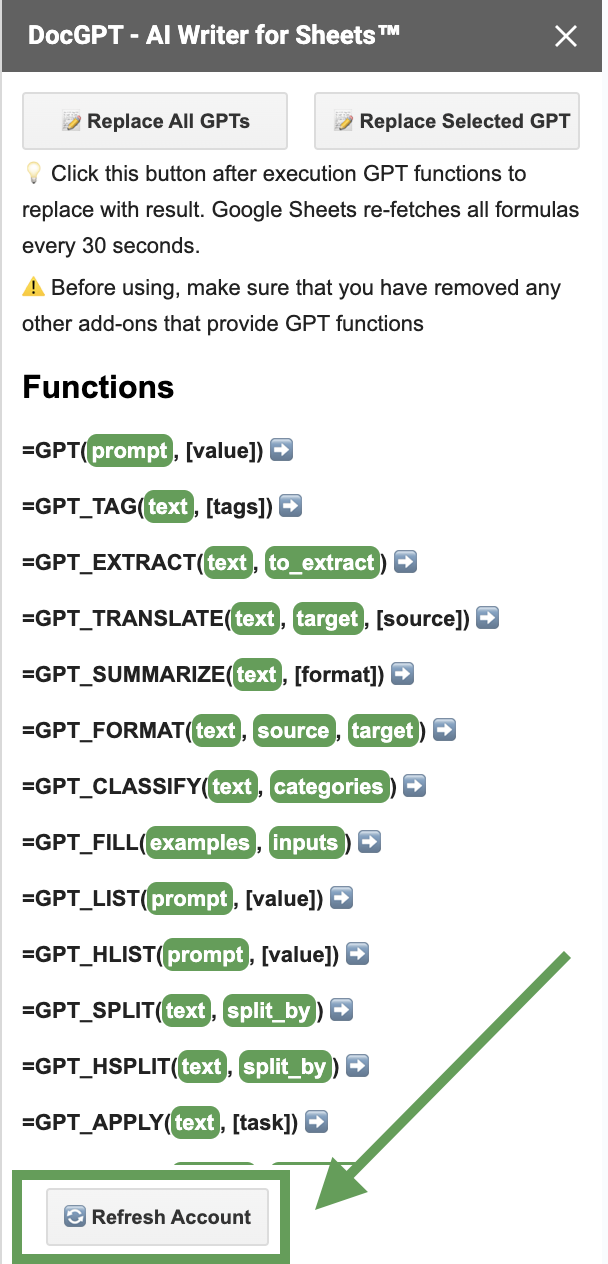 DocGPT - AI Writer for Sheets™
Replace All GPTs
Replace Selected GPT
Click this button after execution GPT functions to
replace with result. Google Sheets re-fetches all formulas
every 30 seconds.
Before using, make sure that you have removed any
other add-ons that provide GPT functions
Functions
=GPT(prompt, [value])
=GPT_TAG(text, [tags])
=GPT_EXTRACT(text, to_extract)
=GPT_TRANSLATE(text, target, [source])
=GPT_SUMMARIZE(text, [format])
=GPT_FORMAT(text, source, target)
=GPT_CLASSIFY(text, categories)
=GPT_FILL(examples, inputs)
=GPT_LIST(prompt, [value])
=GPT_HLIST(prompt, [value])
=GPT_SPLIT(text, split_by)
=GPT_HSPLIT(text, split_by)
=GPT_APPLY(text, [task])
Refresh Account